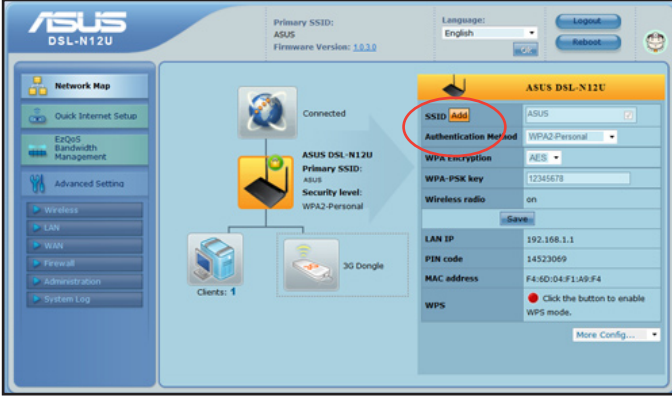 ASUS
DSL-N12U
Primary SSID:
ASUS
Firmware Version: 1.0.3.0
Language:
English
OK
Logout
Reboot
Network Map
Quick Internet Setup
EzQoS
Bandwidth
Management
Advanced Setting
Wireless
LAN
WAN
Firewall
Administration
System Log
Connected
ASUS DSL-N12U
Primary SSID:
ASUS
Security level:
WPA2-Personal
Clients: 1
3G Dongle
ASUS DSL-N12U
SSID Add ASUS
Authentication Method WPA2-Personal
WPA Encryption AES
WPA-PSK key 12345678
Wireless radio on
Save
LAN IP 192.168.1.1
PIN code 14523069
MAC address F4:6D:04:F1:A9:F4
WPS Click the button to enable
WPS mode.
More Config...